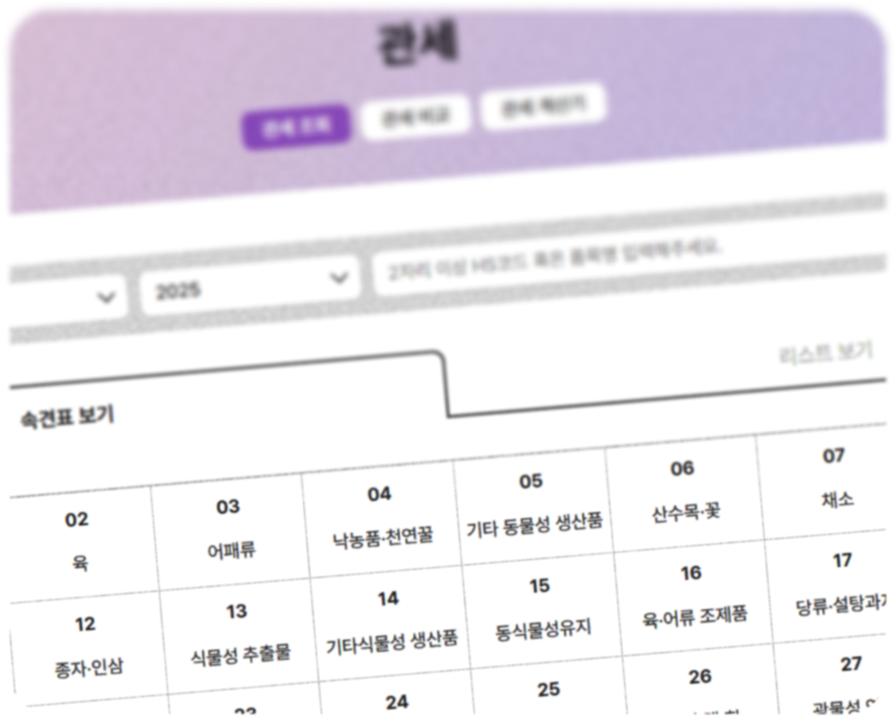 관세
관세 조회 관세 비교 관세 계산기
2025 2자리 이상 HS코드 혹은 품목명 입력해주세요.
리스트 보기
속견표 보기
02 03 04 05 06 07
육 어패류 낙농품·천연꿀 기타 동물성 생산품 산수목·꽃 채소
12 13 14 15 16 17
종자·인삼 식물성 추출물 기타식물성 생산품 동식물성유지 육·어류 조제품 당류·설탕과자
23 24 25 26 27
광물성